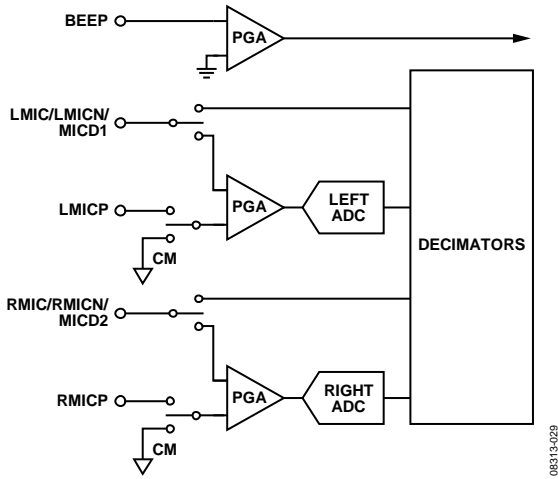 BEEP
PGA
LMIC/LMICN/
MICD1
LMICP
PGA
LEFT
ADC
CM
DECIMATORS
RMIC/RMICN/
MICD2
RMICP
PGA
RIGHT
ADC
CM
08313-029